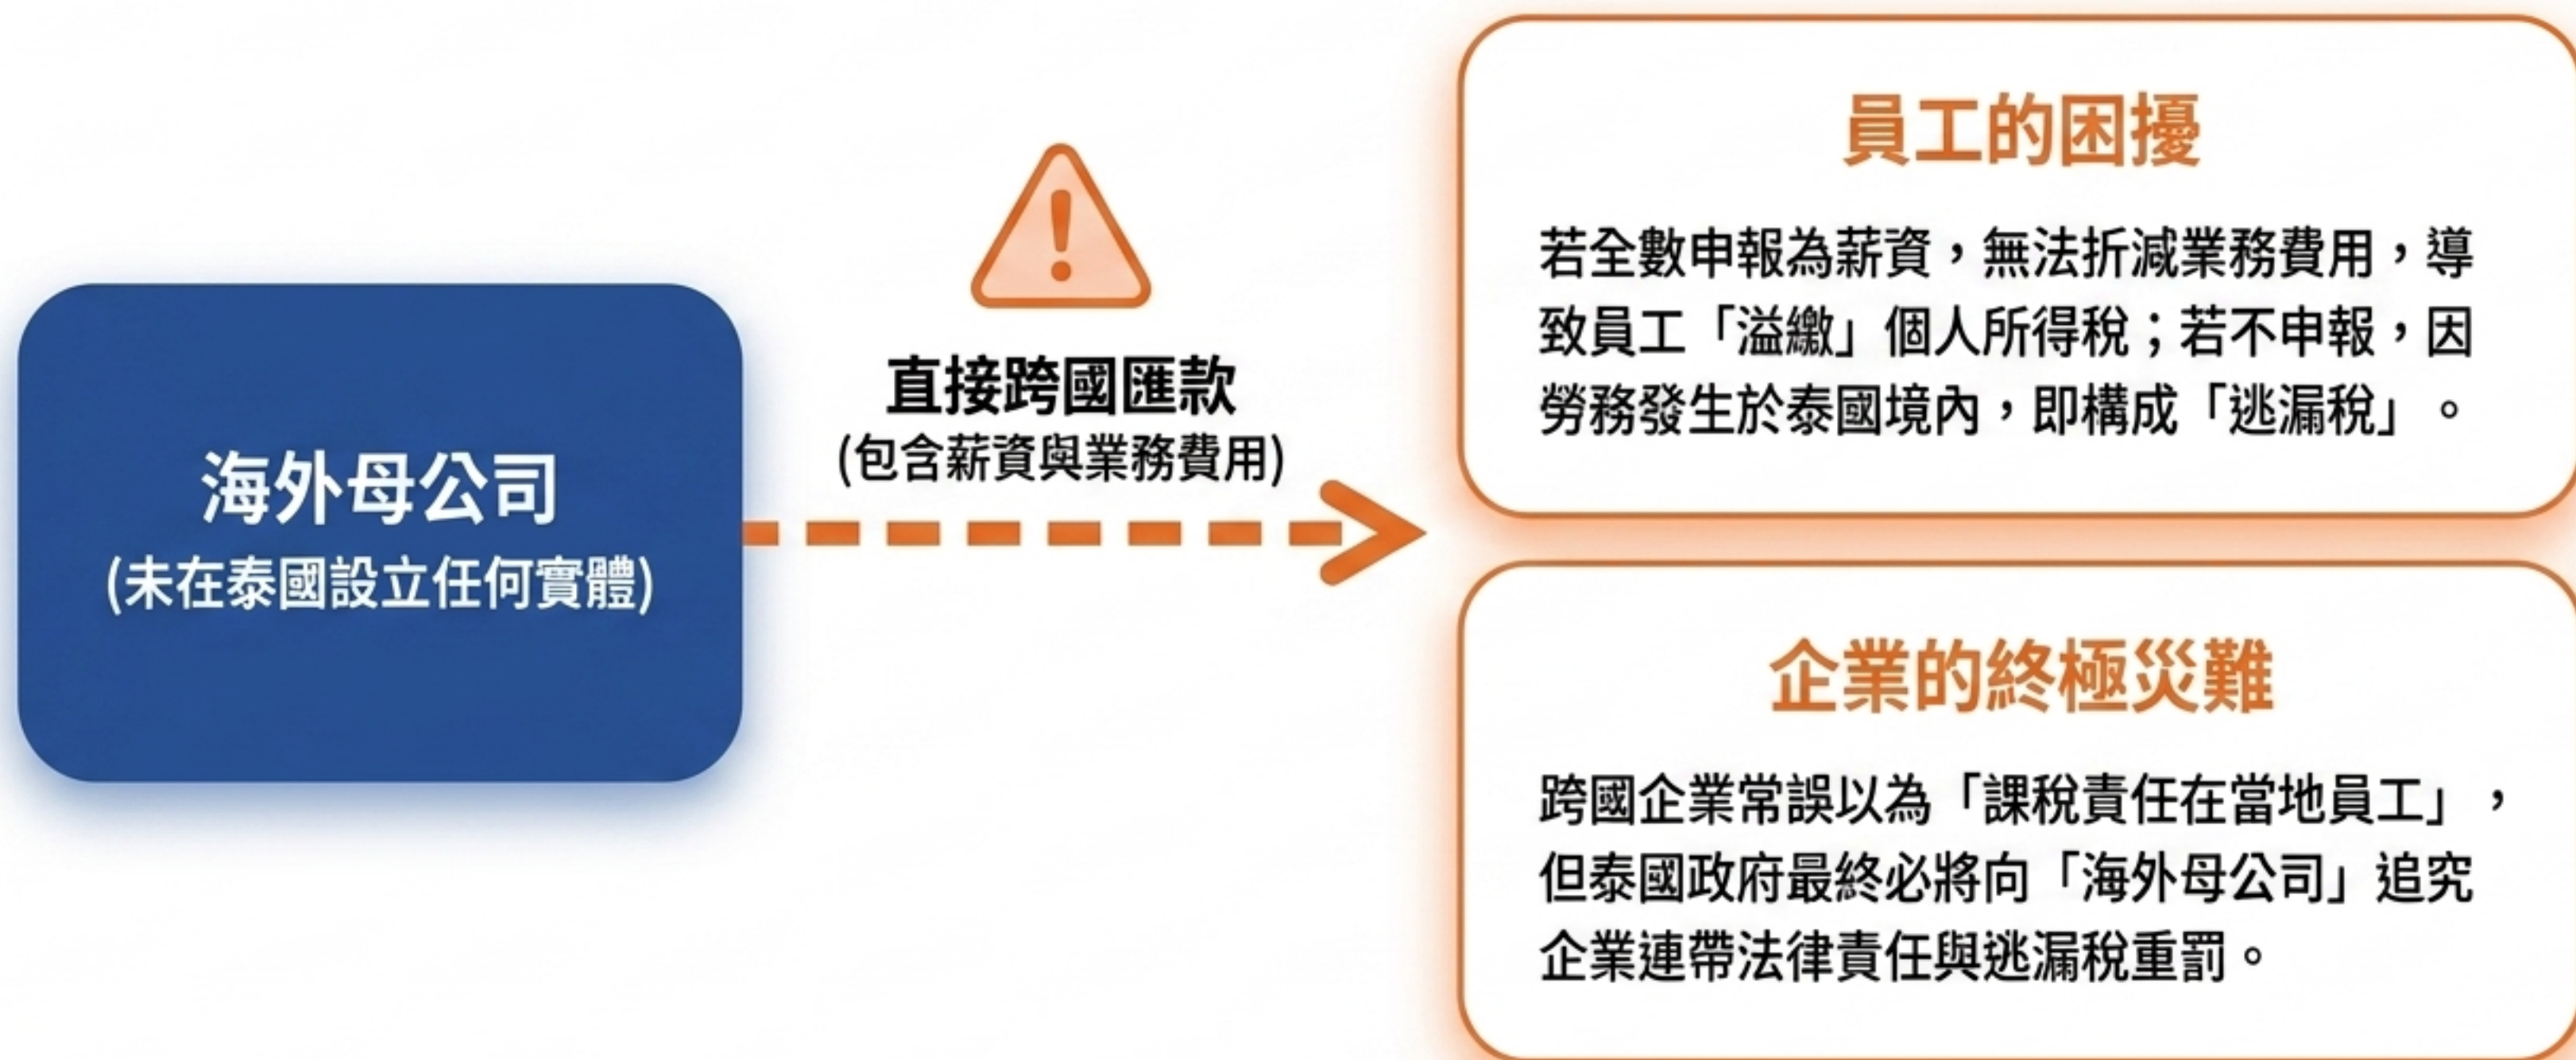 海外母公司
(未在泰國設立任何實體)
直接跨國匯款
(包含薪資與業務費用)
員工的困擾
若全數申報為薪資，無法折減業務費用，導
致員工「溢繳」個人所得稅；若不申報，因
勞務發生於泰國境內，即構成「逃漏稅」。
企業的終極災難
跨國企業常誤以為「課稅責任在當地員工」，
但泰國政府最終必將向「海外母公司」追究
企業連帶法律責任與逃漏稅重罰。